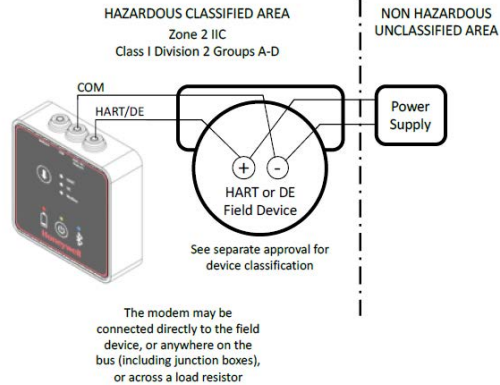 HAZARDOUS CLASSIFIED AREA
Zone 2 IIC
Class I Division 2 Groups A-D
NON HAZARDOUS
UNCLASSIFIED AREA
COM
HART/DE
Power
Supply
+
-
HART or DE
Field Device
Honeywell
See separate approval for
device classification
The modem may be
connected directly to the field
device, or anywhere on the
bus (including junction boxes),
or across a load resistor